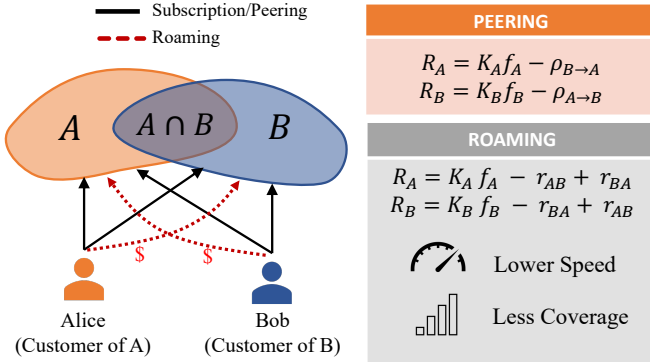 Subscription/Peering
Roaming
A
A ∩ B
B
$
$
Alice
(Customer of A)
Bob
(Customer of B)
PEERING
R_A = K_A f_A − ρ_{B→A}
R_B = K_B f_B − ρ_{A→B}
ROAMING
R_A = K_A f_A − r_{AB} + r_{BA}
R_B = K_B f_B − r_{BA} + r_{AB}
Lower Speed
Less Coverage